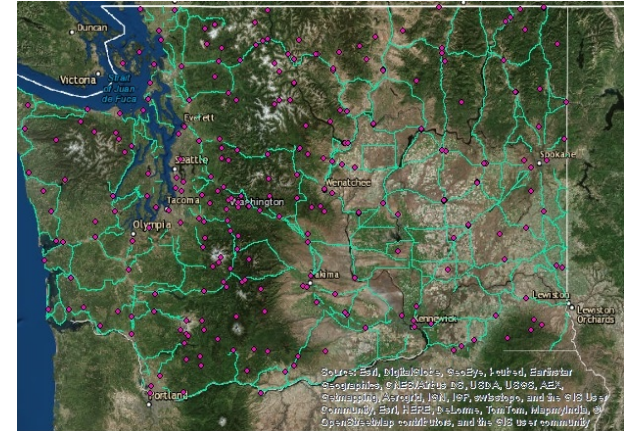 Duncan
Victoria
Strait
of Juan
de Fuca
Everett
Seattle
Spokane
Wenatchee
Tacoma
Washington
Olympia
Yakima
Lewiston
Lewiston
Orchards
Kennewick
Portland
Source: Esri, DigitalGlobe, GeoEye, i-cubed, Earthstar
Geographics, CNES/Airbus DS, USDA, USGS, AEX,
Getmapping, Aerogrid, IGN, IGP, swisstopo, and the GIS User
Community, Esri, HERE, DeLorme, TomTom, MapmyIndia, ©
OpenStreetMap contributors, and the GIS user community